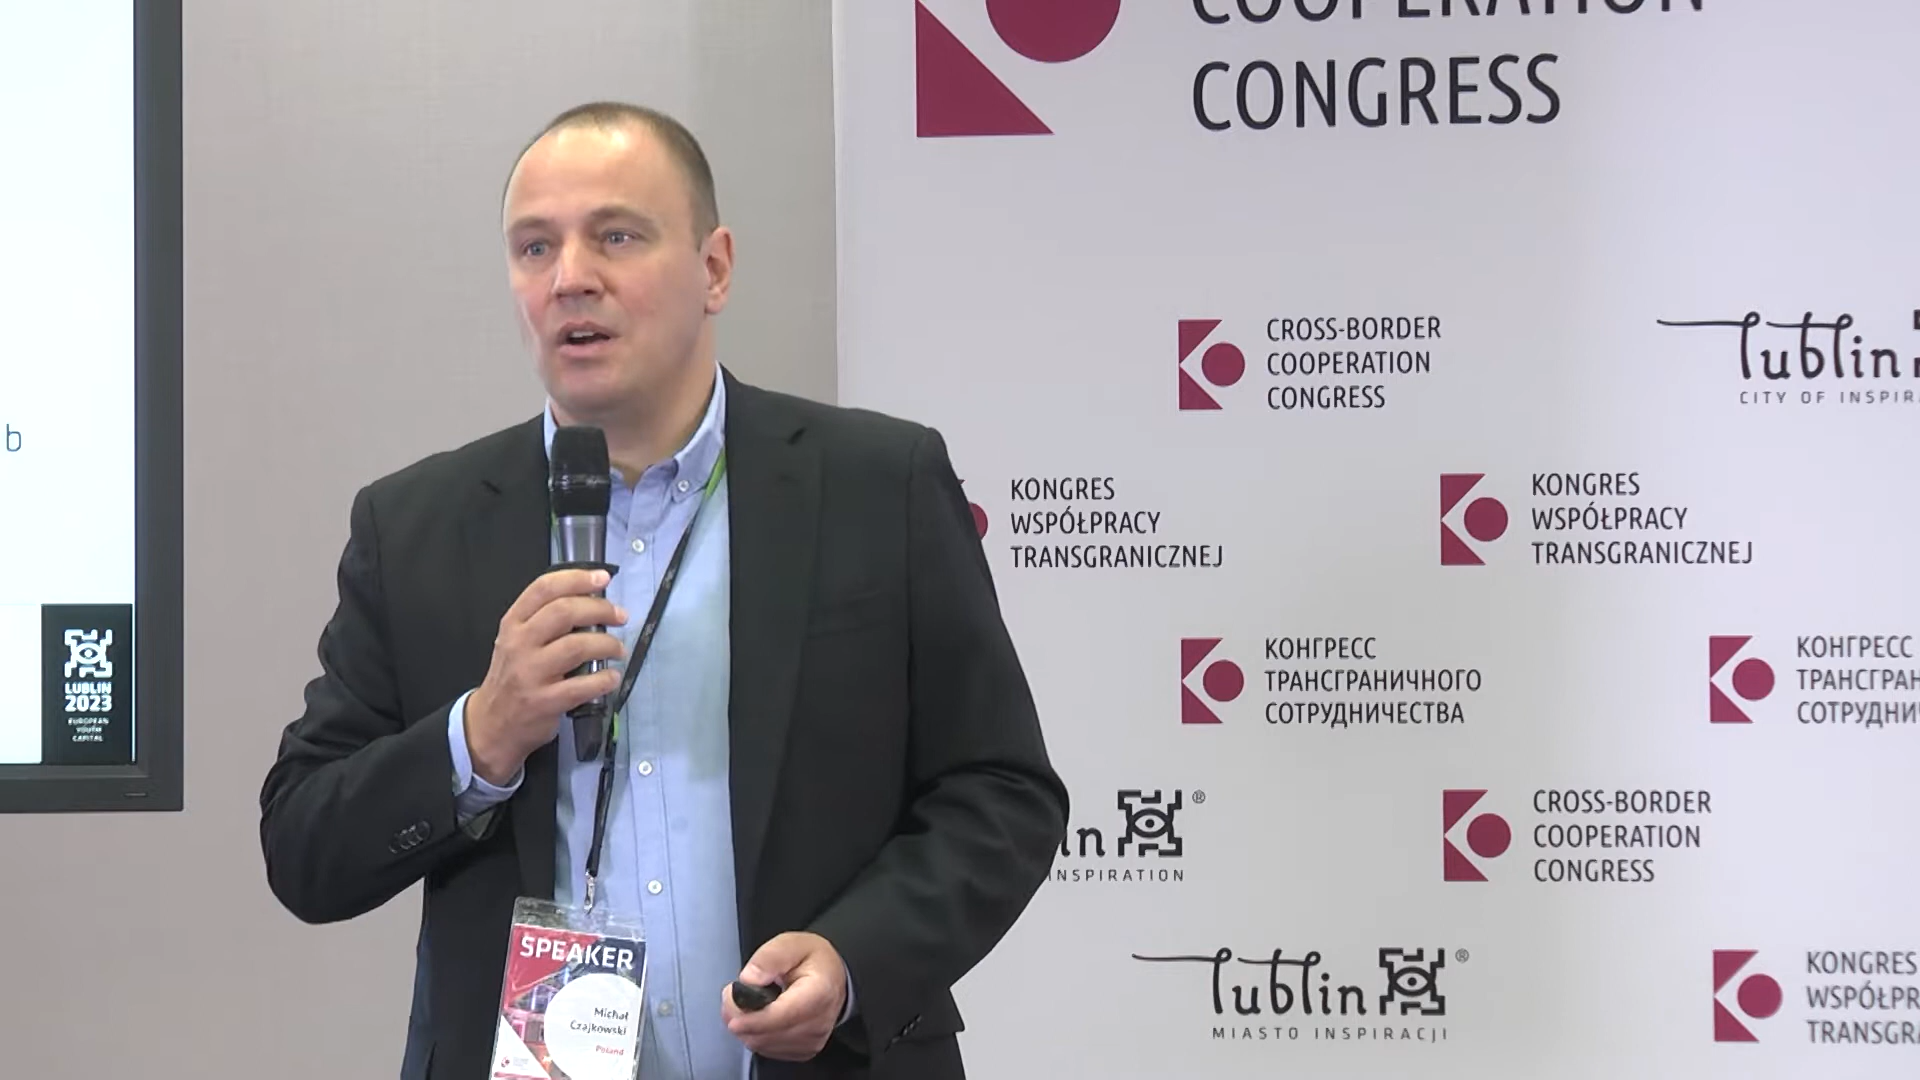 COOPERATION
CONGRESS
CROSS-BORDER
COOPERATION
CONGRESS
lublin
CITY OF INSPIR
b
KONGRES
WSPÓŁPRACY
TRANSGRANICZNEJ
KONGRES
WSPÓŁPRACY
TRANSGRANICZNEJ
LUBLIN
2023
EUROPEAN
YOUTH
CAPITAL
КОНГРЕСС
ТРАНСГРАНИЧНОГО
СОТРУДНИЧЕСТВА
КОНГРЕСС
ТРАНСГРАН
СОТРУДНИЧ
in ®
INSPIRATION
CROSS-BORDER
COOPERATION
CONGRESS
SPEAKER
Michał
Czajkowski
Poland
lublin ®
MIASTO INSPIRACJI
KONGRES
WSPÓŁPR
TRANSGR